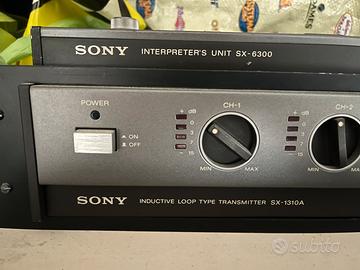 SONY INTERPRETER'S UNIT SX-6300
POWER
ON
OFF
+ dB
0
3
7
15
CH-1
MIN MAX
+ dB
0
3
7
15
CH-2
MIN
SONY INDUCTIVE LOOP TYPE TRANSMITTER SX-1310A
subito